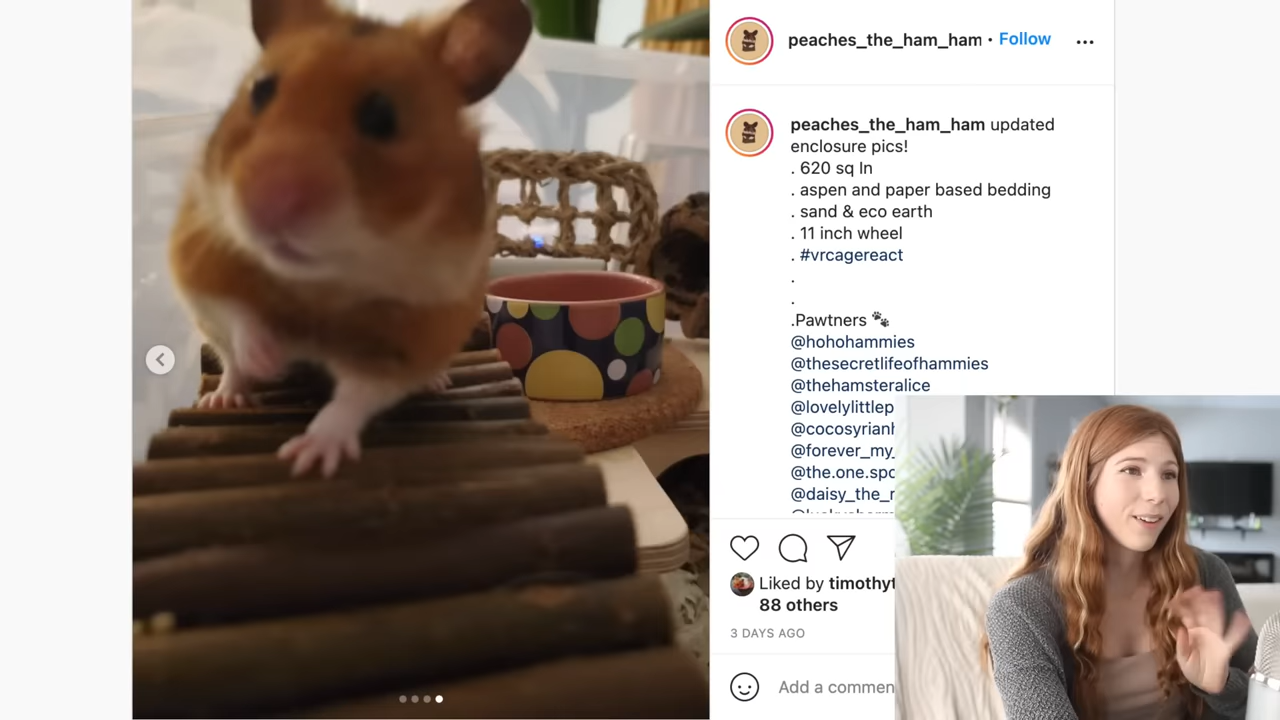 peaches_the_ham_ham • Follow
peaches_the_ham_ham updated
enclosure pics!
. 620 sq In
. aspen and paper based bedding
. sand & eco earth
. 11 inch wheel
. #vrcagereact
.
.
.Pawtners 🐾
@hohohammies
@thesecretlifeofhammies
@thehamsteralice
@lovelylittlep
@cocosyrianh
@forever_my_
@the.one.spo
@daisy_the_r
Liked by timothyt
88 others
3 DAYS AGO
Add a commen